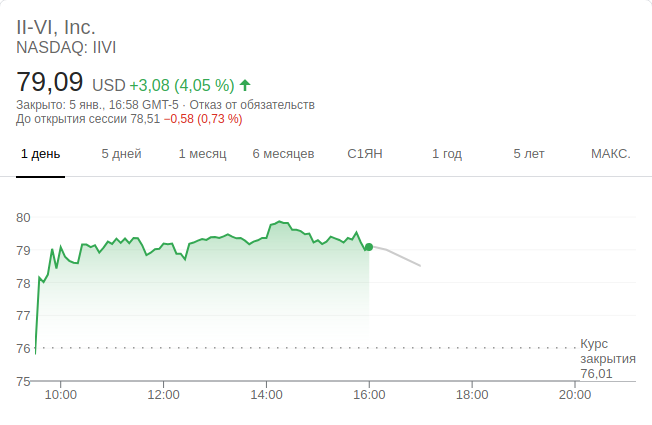 II-VI, Inc.
NASDAQ: IIVI
79,09 USD +3,08 (4,05 %)
Закрыто: 5 янв., 16:58 GMT-5 · Отказ от обязательств
До открытия сессии 78,51 −0,58 (0,73 %)
1 день 5 дней 1 месяц 6 месяцев С1ЯН 1 год 5 лет МАКС.
80
79
78
77
76
75
Курс
закрытия
76,01
10:00 12:00 14:00 16:00 18:00 20:00